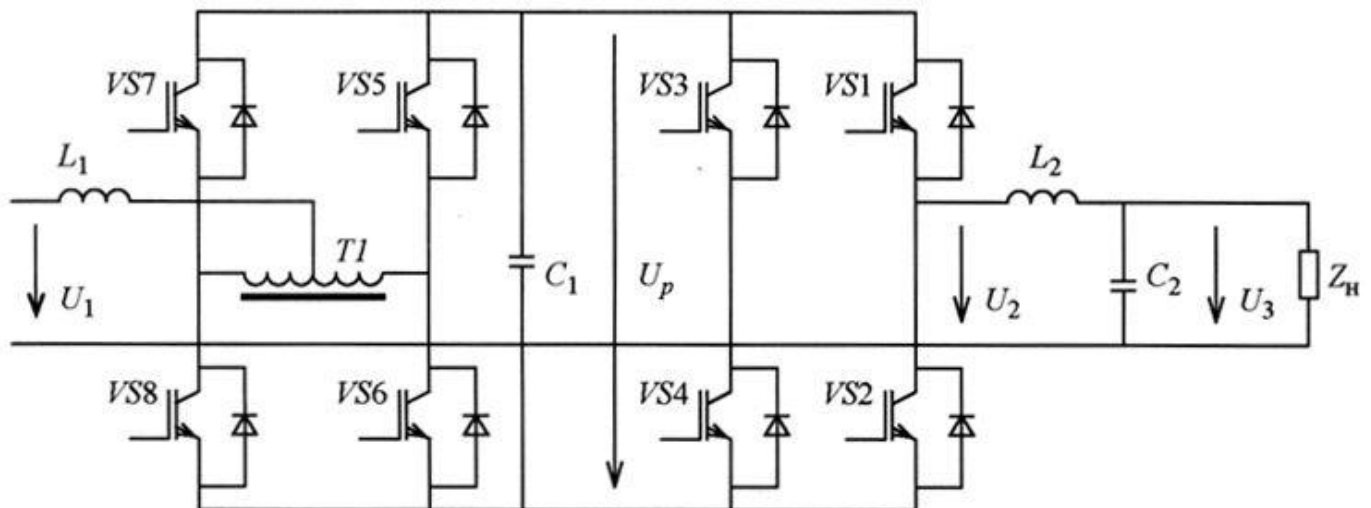 VS7 VS5 VS3 VS1
L₁ L₂
T1
U₁ C₁ Uₚ U₂ C₂ U₃ Zн
VS8 VS6 VS4 VS2